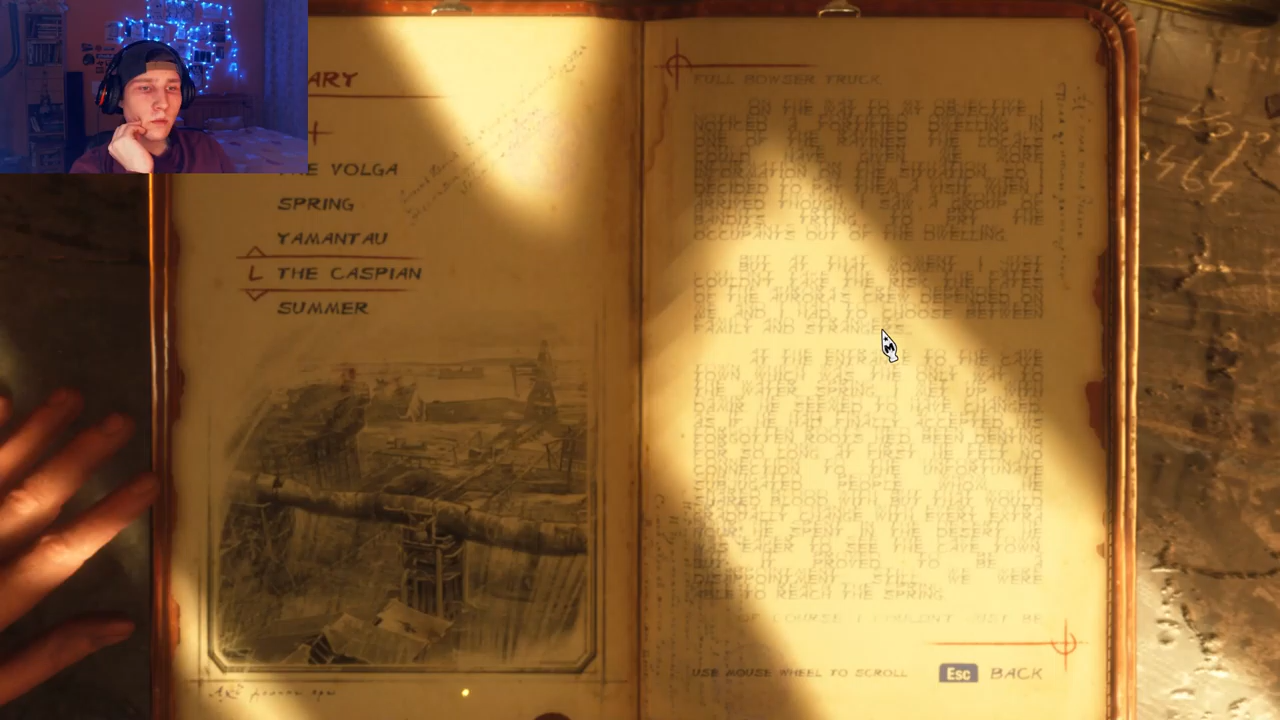 ARY
THE VOLGA
SPRING
YAMANTAU
L THE CASPIAN
SUMMER
FULL BOWSER TRUCK
ON THE WAY TO MY OBJECTIVE I
NOTICED A FORTIFIED DWELLING IN
ONE OF THE RAVINES THE LOCALS
COULD HAVE GIVEN ME MORE
INFORMATION ON THE SITUATION SO I
DECIDED TO PAY THEM A VISIT WHEN I
ARRIVED THOUGH I SAW A GROUP OF
BANDITS TRYING TO GET THE
OCCUPANTS OUT OF THE DWELLING
BUT AT THAT MOMENT I JUST
COULDN'T TAKE THE RISK THE FATES
OF THE AURORA'S CREW DEPENDED ON
ME AND I HAD TO CHOOSE BETWEEN
FAMILY AND STRANGERS
AT THE ENTRANCE TO THE CAVE
TOWN WHICH WAS THE ONLY PATH TO
THE WATER SPRING I MET UP WITH
DAMIR HE SEEMED TO HAVE CHANGED
AS IF HE HAD FINALLY ACCEPTED HIS
FORGOTTEN ROOTS HE'D BEEN DENYING
FOR SO LONG AT FIRST HE FELT NO
CONNECTION TO THE UNFORTUNATE
SUBJUGATED PEOPLE WHOM HE
SHARED BLOOD WITH BUT THAT WOULD
GRADUALLY CHANGE WITH EVERY EXTRA
HOUR HE SPENT IN THE DESERT HE
WAS EAGER TO SEE THE CAVE TOWN
BUT IT PROVED TO BE A
DISAPPOINTMENT STILL WE WERE
ABLE TO REACH THE SPRING
OF COURSE I COULDN'T JUST BE
USE MOUSE WHEEL TO SCROLL Esc BACK